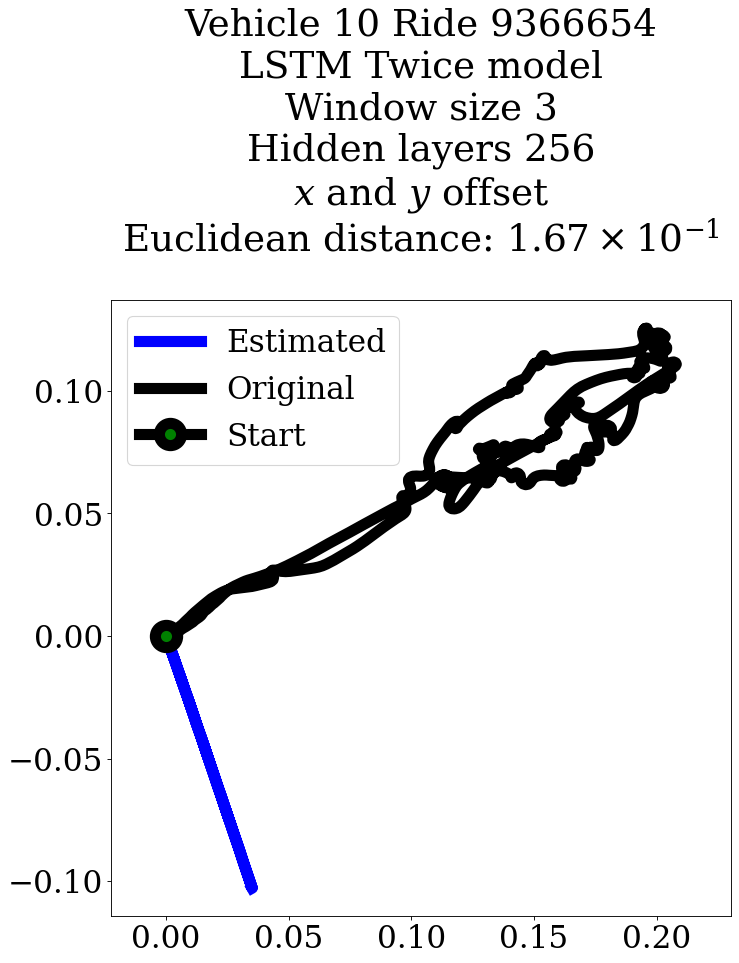 Vehicle 10 Ride 9366654
LSTM Twice model
Window size 3
Hidden layers 256
x and y offset
Euclidean distance: 1.67 × 10⁻¹
Estimated
Original
Start
0.10
0.05
0.00
−0.05
−0.10
0.00 0.05 0.10 0.15 0.20